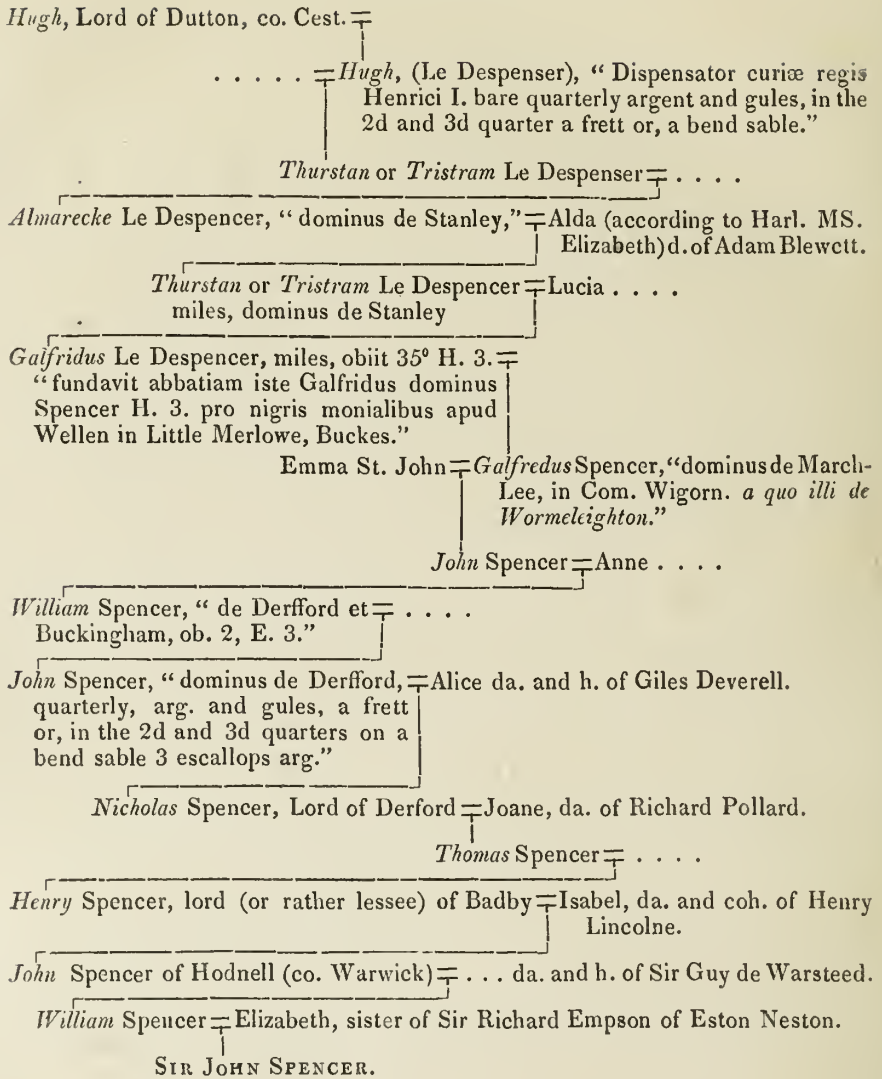 Hugh, Lord of Dutton, co. Cest.
. . . . . Hugh, (Le Despenser), “ Dispensator curiæ regis
Henrici I. bare quarterly argent and gules, in the
2d and 3d quarter a frett or, a bend sable.”
Thurstan or Tristram Le Despenser . . . .
Almarecke Le Despencer, “ dominus de Stanley,” Alda (according to Harl. MS.
Elizabeth) d. of Adam Blewett.
Thurstan or Tristram Le Despencer Lucia . . . .
miles, dominus de Stanley
Galfridus Le Despencer, miles, obiit 35º H. 3.
“ fundavit abbatiam iste Galfridus dominus
Spencer H. 3. pro nigris monialibus apud
Wellen in Little Merlowe, Buckes.”
Emma St. John Galfredus Spencer, “dominus de March-
Lee, in Com. Wigorn. a quo illi de
Wormeleighton.”
John Spencer Anne . . . .
William Spencer, “ de Derfford et . . . .
Buckingham, ob. 2, E. 3.”
John Spencer, “ dominus de Derfford, Alice da. and h. of Giles Deverell.
quarterly, arg. and gules, a frett
or, in the 2d and 3d quarters on a
bend sable 3 escallops arg.”
Nicholas Spencer, Lord of Derford Joane, da. of Richard Pollard.
Thomas Spencer . . . .
Henry Spencer, lord (or rather lessee) of Badby Isabel, da. and coh. of Henry
Lincolne.
John Spencer of Hodnell (co. Warwick) . . . da. and h. of Sir Guy de Warsteed.
William Spencer Elizabeth, sister of Sir Richard Empson of Eston Neston.
SIR JOHN SPENCER.